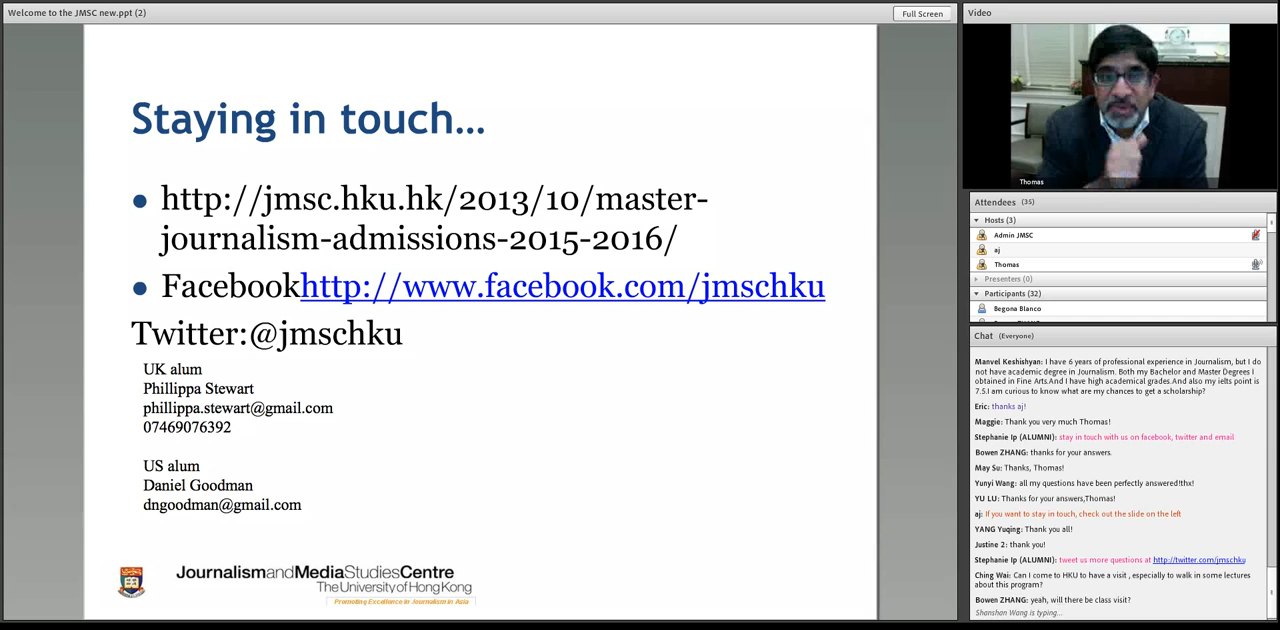 Welcome to the JMSC new.ppt (2)
Full Screen
Staying in touch...
http://jmsc.hku.hk/2013/10/master-
journalism-admissions-2015-2016/
Facebookhttp://www.facebook.com/jmschku
Twitter:@jmschku
UK alum
Phillippa Stewart
phillippa.stewart@gmail.com
07469076392
US alum
Daniel Goodman
dngoodman@gmail.com
JournalismandMediaStudiesCentre
The University of Hong Kong
Promoting Excellence in Journalism in Asia
Video
Thomas
Attendees (35)
Hosts (3)
Admin JMSC
aj
Thomas
Presenters (0)
Participants (32)
Begona Blanco
Chat (Everyone)
Manvel Keshishyan: I have 6 years of professional experience in Journalism, but I do
not have academic degree in Journalism. Both my Bachelor and Master Degrees I
obtained in Fine Arts.And I have high academical grades.And also my ielts point is
7.5.I am curious to know what are my chances to get a scholarship?
Eric: thanks aj!
Maggie: Thank you very much Thomas!
Stephanie Ip (ALUMNI): stay in touch with us on facebook, twitter and email
Bowen ZHANG: thanks for your answers.
May Su: Thanks, Thomas!
Yunyi Wang: all my questions have been perfectly answered!thx!
YU LU: Thanks for your answers,Thomas!
aj: If you want to stay in touch, check out the slide on the left
YANG Yuqing: Thank you all!
Justine 2: thank you!
Stephanie Ip (ALUMNI): tweet us more questions at http://twitter.com/jmschku
Ching Wai: Can I come to HKU to have a visit , especially to walk in some lectures
about this program?
Bowen ZHANG: yeah, will there be class visit?
Shanshan Wang is typing...